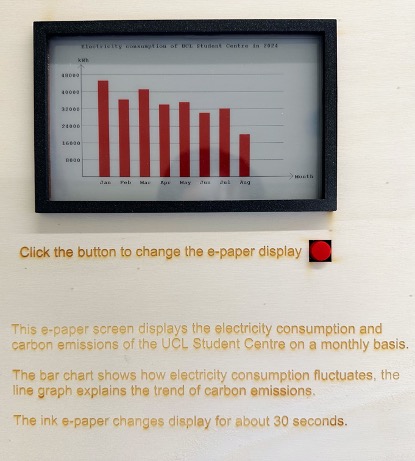 Electricity consumption of UCL Student Centre in 2024
kWh
48000
40000
32000
24000
16000
8000
Jan Feb Mar Apr May Jun Jul Aug
Month
Click the button to change the e-paper display
This e-paper screen displays the electricity consumption and
carbon emissions of the UCL Student Centre on a monthly basis.
The bar chart shows how electricity consumption fluctuates, the
line graph explains the trend of carbon emissions.
The ink e-paper changes display for about 30 seconds.